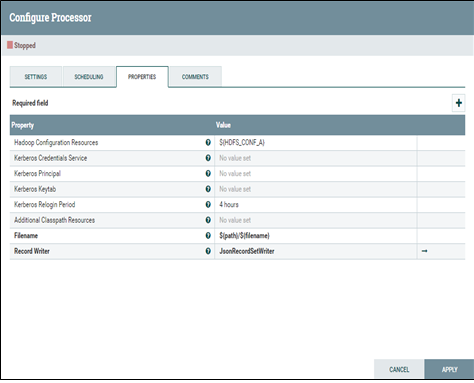 Configure Processor
Stopped
SETTINGS SCHEDULING PROPERTIES COMMENTS
Required field
Property Value
Hadoop Configuration Resources ${HDFS_CONF_A}
Kerberos Credentials Service No value set
Kerberos Principal No value set
Kerberos Keytab No value set
Kerberos Relogin Period 4 hours
Additional Classpath Resources No value set
Filename ${path}/${filename}
Record Writer JsonRecordSetWriter
CANCEL APPLY